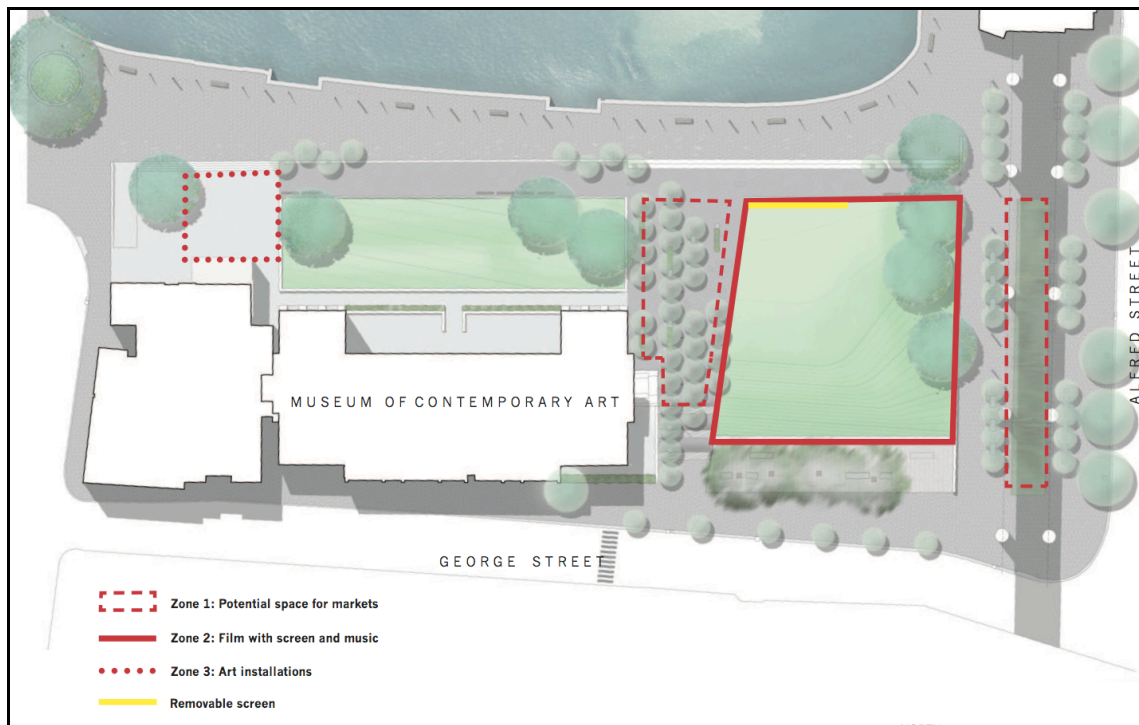 ALFRED STREET
MUSEUM OF CONTEMPORARY ART
GEORGE STREET
Zone 1: Potential space for markets
Zone 2: Film with screen and music
Zone 3: Art installations
Removable screen